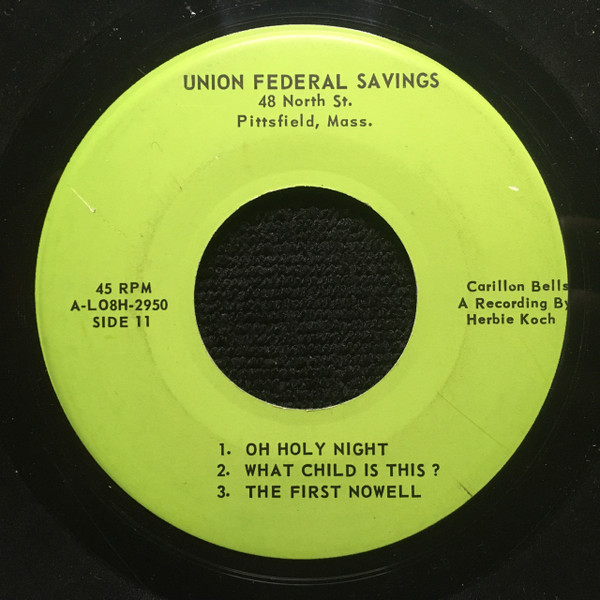 UNION FEDERAL SAVINGS
48 North St.
Pittsfield, Mass.
45 RPM
A-LO8H-2950
SIDE 11
Carillon Bells
A Recording By
Herbie Koch
1. OH HOLY NIGHT
2. WHAT CHILD IS THIS ?
3. THE FIRST NOWELL